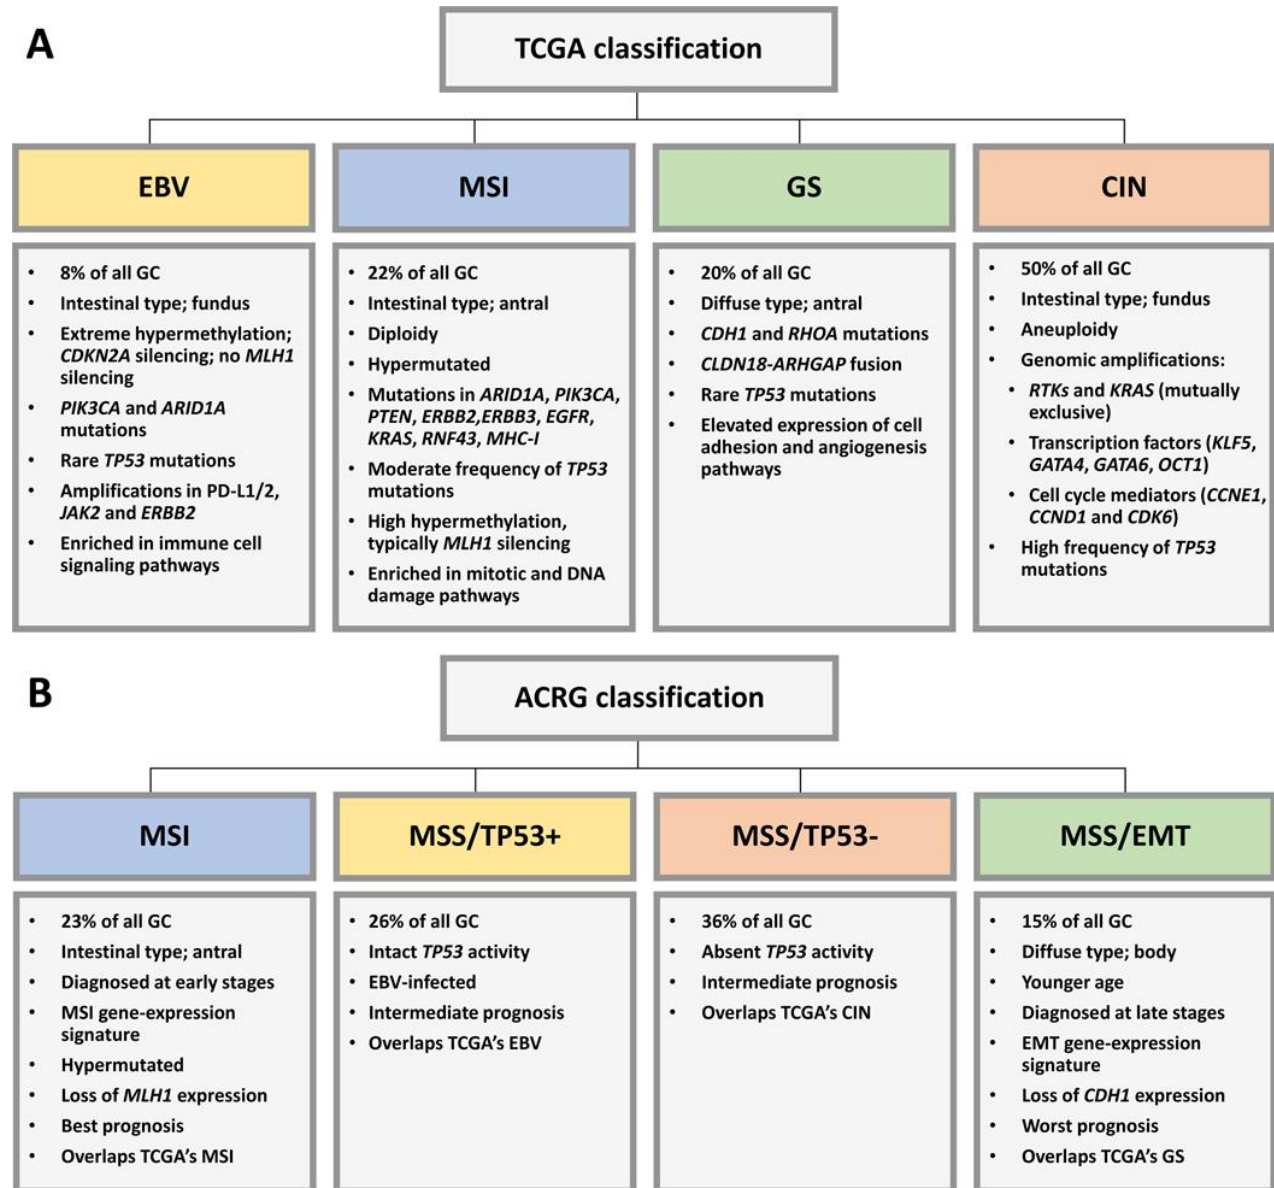 A
TCGA classification
EBV
• 8% of all GC
• Intestinal type; fundus
• Extreme hypermethylation;
CDKN2A silencing; no MLH1
silencing
• PIK3CA and ARID1A
mutations
• Rare TP53 mutations
• Amplifications in PD-L1/2,
JAK2 and ERBB2
• Enriched in immune cell
signaling pathways
MSI
• 22% of all GC
• Intestinal type; antral
• Diploidy
• Hypermutated
• Mutations in ARID1A, PIK3CA,
PTEN, ERBB2,ERBB3, EGFR,
KRAS, RNF43, MHC-I
• Moderate frequency of TP53
mutations
• High hypermethylation,
typically MLH1 silencing
• Enriched in mitotic and DNA
damage pathways
GS
• 20% of all GC
• Diffuse type; antral
• CDH1 and RHOA mutations
• CLDN18-ARHGAP fusion
• Rare TP53 mutations
• Elevated expression of cell
adhesion and angiogenesis
pathways
CIN
• 50% of all GC
• Intestinal type; fundus
• Aneuploidy
• Genomic amplifications:
• RTKs and KRAS (mutually
exclusive)
• Transcription factors (KLF5,
GATA4, GATA6, OCT1)
• Cell cycle mediators (CCNE1,
CCND1 and CDK6)
• High frequency of TP53
mutations
B
ACRG classification
MSI
• 23% of all GC
• Intestinal type; antral
• Diagnosed at early stages
• MSI gene-expression
signature
• Hypermutated
• Loss of MLH1 expression
• Best prognosis
• Overlaps TCGA's MSI
MSS/TP53+
• 26% of all GC
• Intact TP53 activity
• EBV-infected
• Intermediate prognosis
• Overlaps TCGA's EBV
MSS/TP53-
• 36% of all GC
• Absent TP53 activity
• Intermediate prognosis
• Overlaps TCGA's CIN
MSS/EMT
• 15% of all GC
• Diffuse type; body
• Younger age
• Diagnosed at late stages
• EMT gene-expression
signature
• Loss of CDH1 expression
• Worst prognosis
• Overlaps TCGA's GS